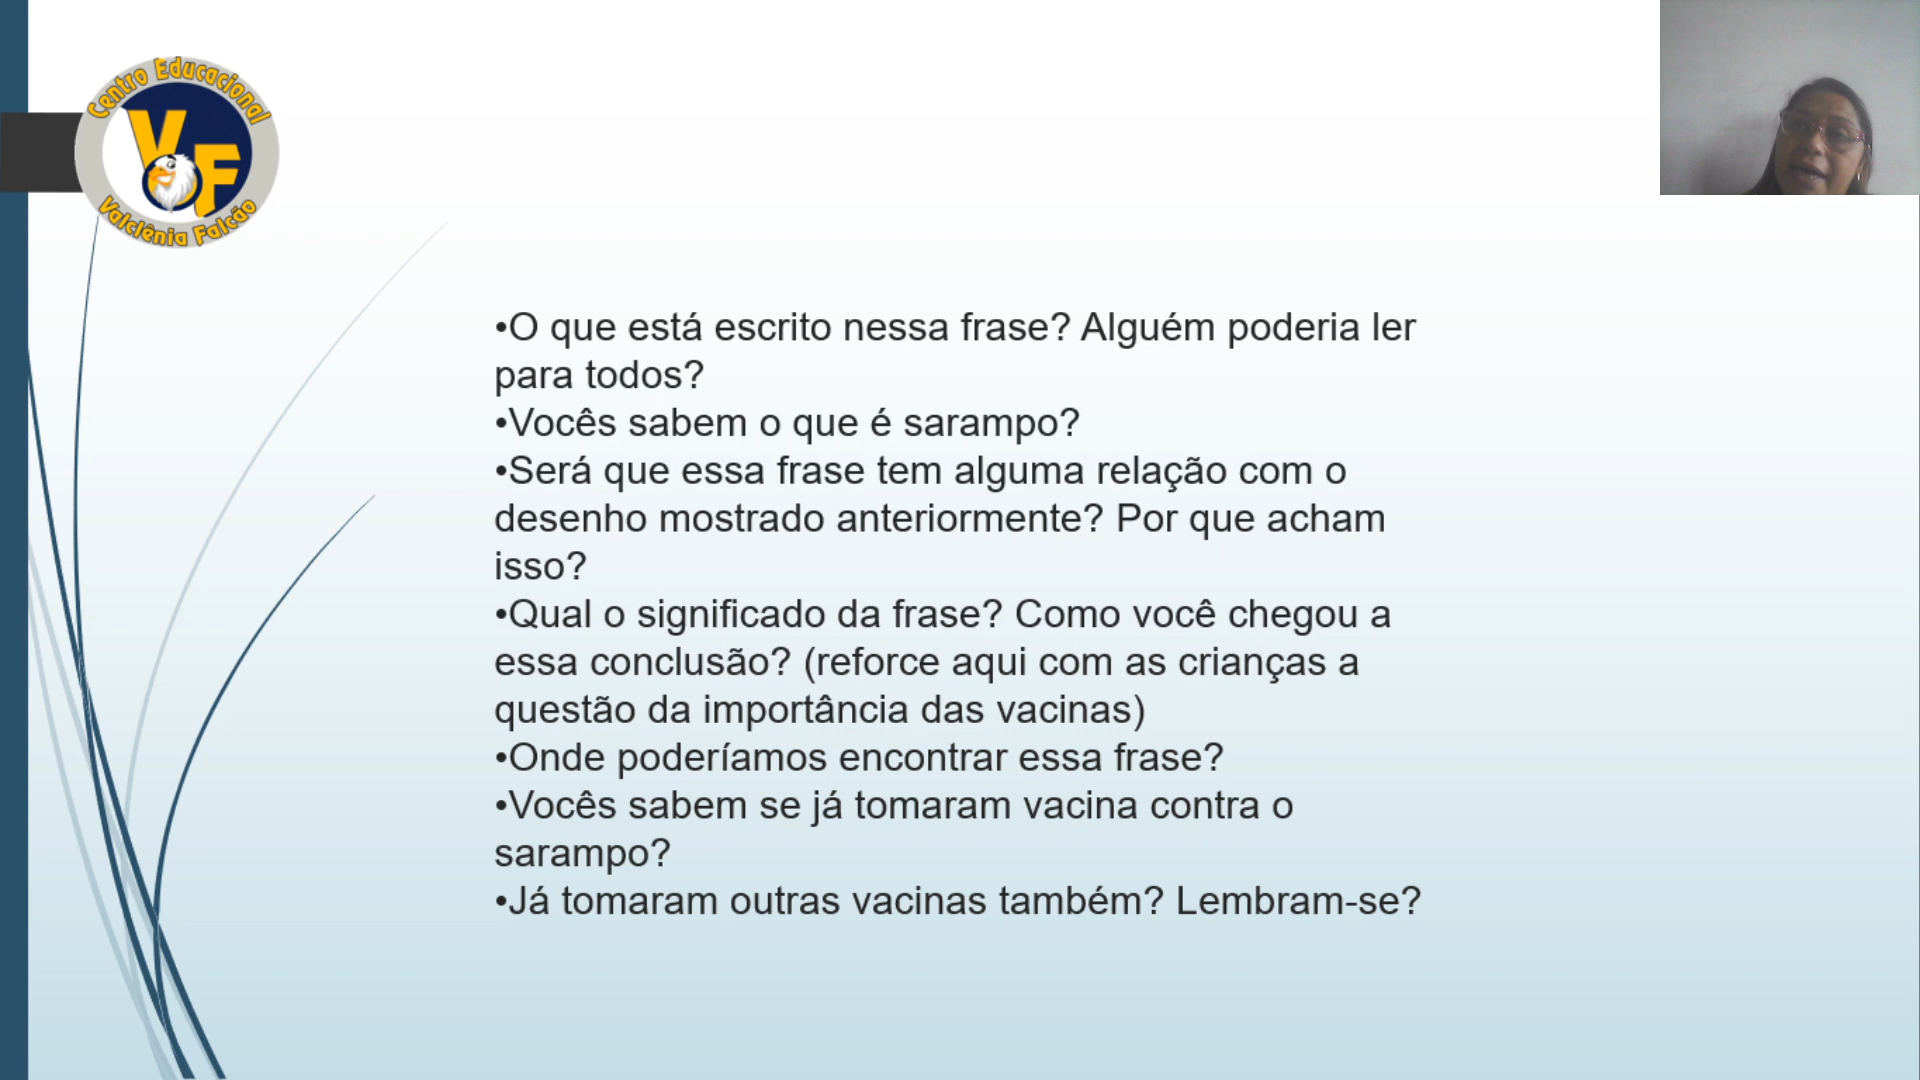 Centro Educacional
VF
Valclênia Falcão
•O que está escrito nessa frase? Alguém poderia ler
para todos?
•Vocês sabem o que é sarampo?
•Será que essa frase tem alguma relação com o
desenho mostrado anteriormente? Por que acham
isso?
•Qual o significado da frase? Como você chegou a
essa conclusão? (reforce aqui com as crianças a
questão da importância das vacinas)
•Onde poderíamos encontrar essa frase?
•Vocês sabem se já tomaram vacina contra o
sarampo?
•Já tomaram outras vacinas também? Lembram-se?